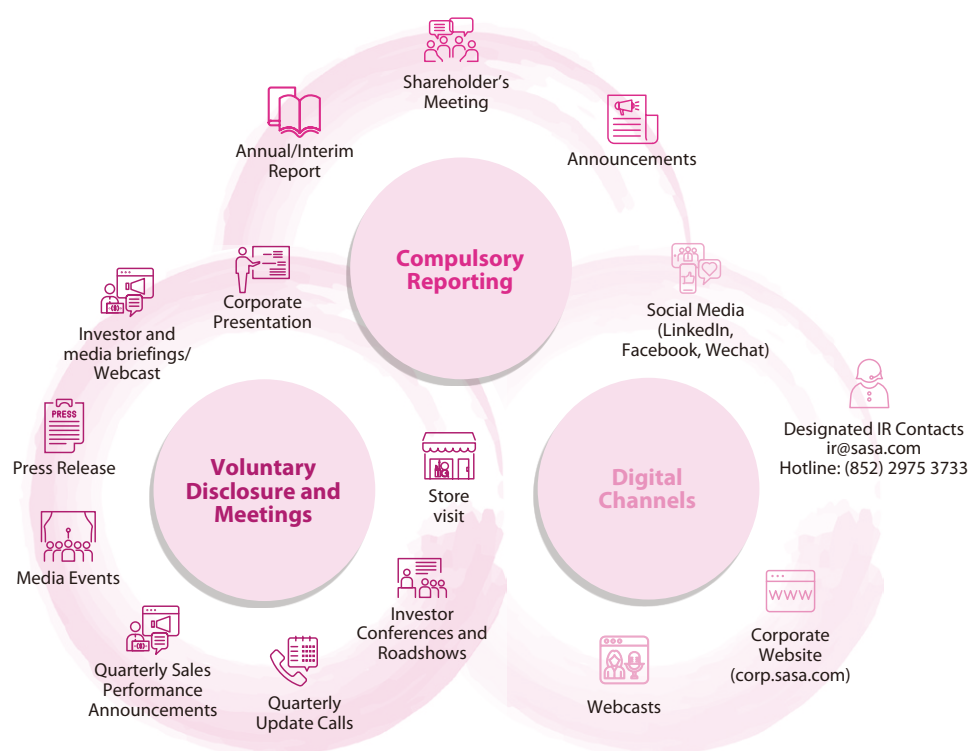 Shareholder's
Meeting
Annual/Interim
Report
Announcements
Compulsory
Reporting
Corporate
Presentation
Investor and
media briefings/
Webcast
PRESS
Press Release
Media Events
Quarterly Sales
Performance
Announcements
Quarterly
Update Calls
Investor
Conferences and
Roadshows
Store
visit
Voluntary
Disclosure and
Meetings
Social Media
(LinkedIn,
Facebook, Wechat)
Designated IR Contacts
ir@sasa.com
Hotline: (852) 2975 3733
Digital
Channels
WWW
Corporate
Website
(corp.sasa.com)
Webcasts